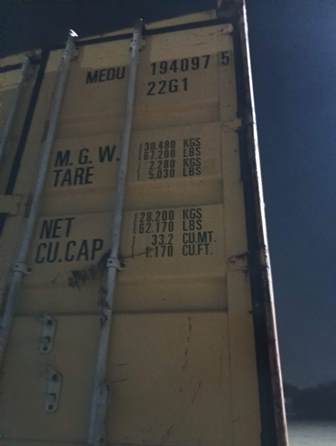 MEDU 194097 5
22G1
M.G.W. 30.480 KGS
67.200 LBS
TARE 2.280 KGS
5.030 LBS
NET 28.200 KGS
62.170 LBS
CU.CAP. 33.2 CU.MT.
1.170 CU.FT.